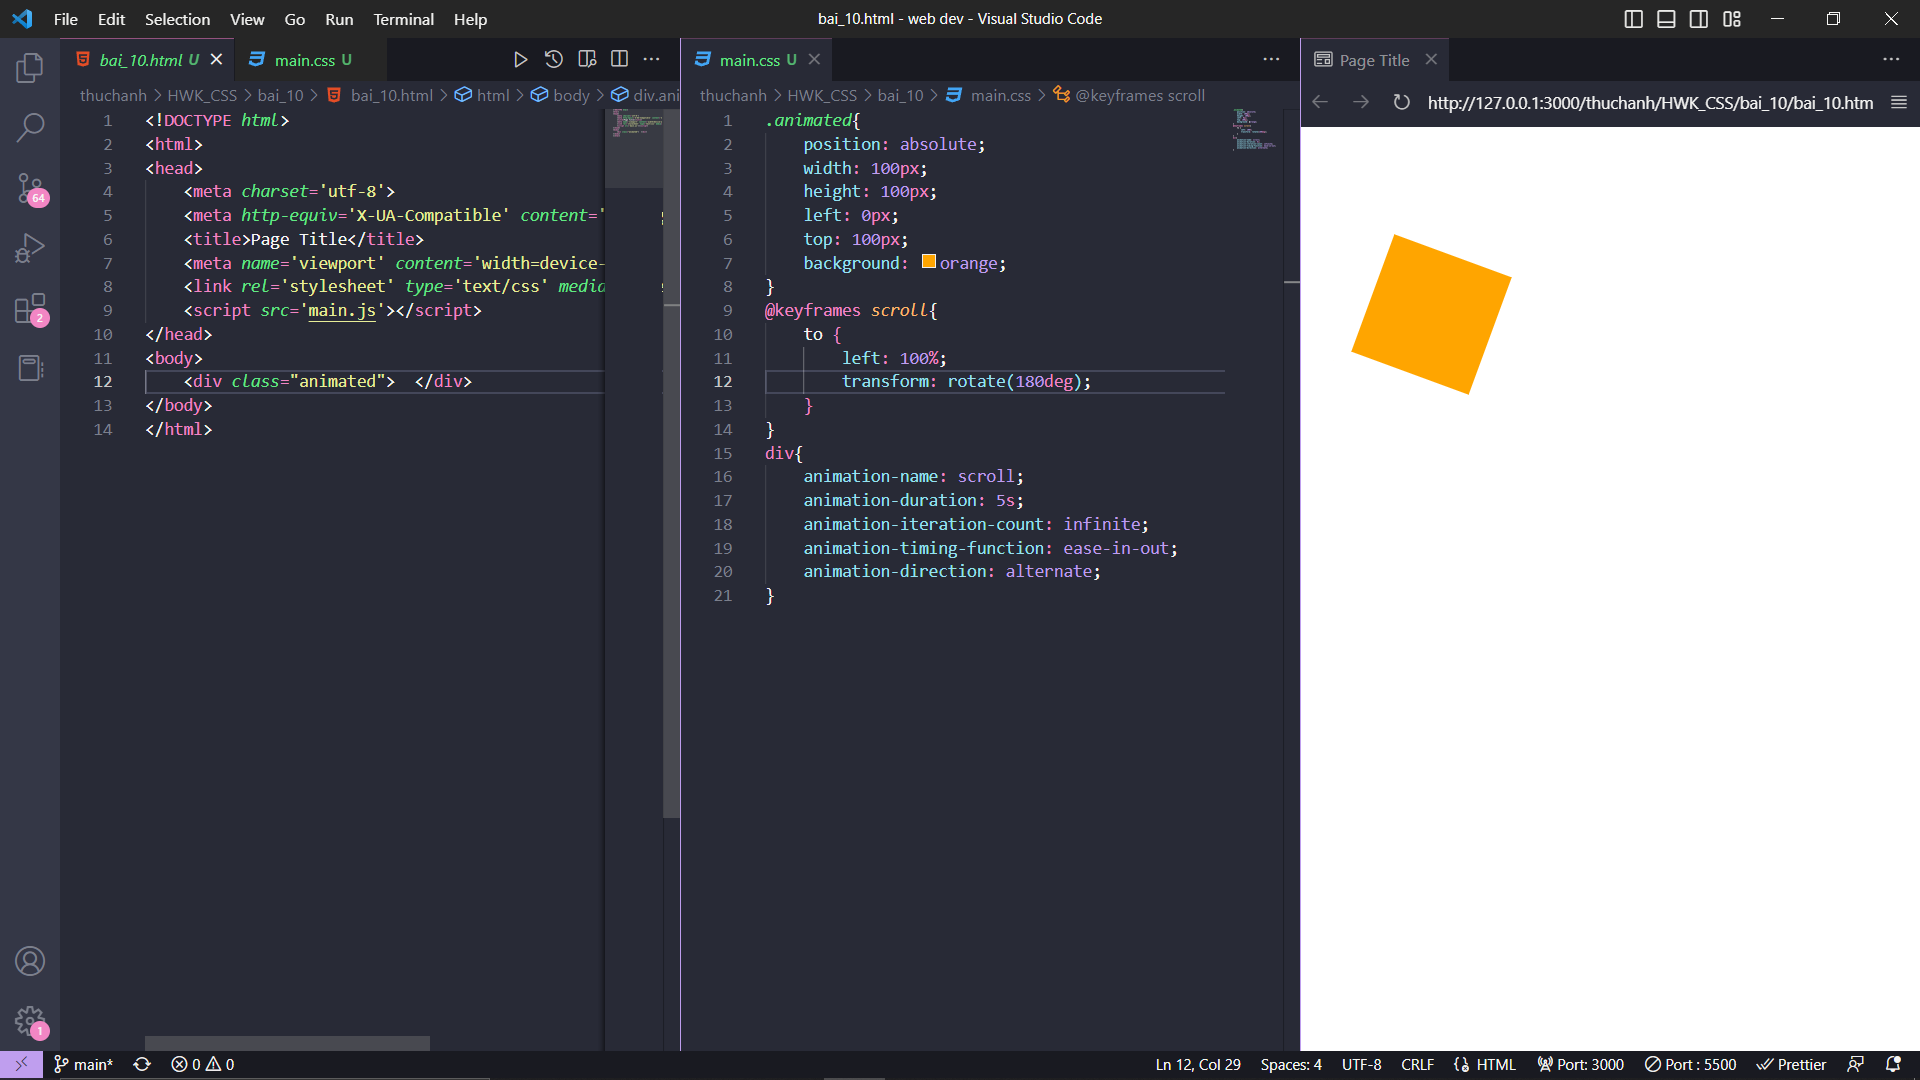 File Edit Selection View Go Run Terminal Help
bai_10.html - web dev - Visual Studio Code
bai_10.html U
main.css U
thuchanh > HWK_CSS > bai_10 > bai_10.html > html > body > div.ani
1 <!DOCTYPE html>
2 <html>
3 <head>
4 <meta charset='utf-8'>
5 <meta http-equiv='X-UA-Compatible' content='
6 <title>Page Title</title>
7 <meta name='viewport' content='width=device-
8 <link rel='stylesheet' type='text/css' media
9 <script src='main.js'></script>
10 </head>
11 <body>
12 <div class="animated">  </div>
13 </body>
14 </html>
main.css U
thuchanh > HWK_CSS > bai_10 > main.css > @keyframes scroll
1 .animated{
2 position: absolute;
3 width: 100px;
4 height: 100px;
5 left: 0px;
6 top: 100px;
7 background: orange;
8 }
9 @keyframes scroll{
10 to {
11 left: 100%;
12 transform: rotate(180deg);
13 }
14 }
15 div{
16 animation-name: scroll;
17 animation-duration: 5s;
18 animation-iteration-count: infinite;
19 animation-timing-function: ease-in-out;
20 animation-direction: alternate;
21 }
Page Title
http://127.0.0.1:3000/thuchanh/HWK_CSS/bai_10/bai_10.htm
64
2
1
main* 0 0
Ln 12, Col 29 Spaces: 4 UTF-8 CRLF HTML Port: 3000 Port : 5500 Prettier